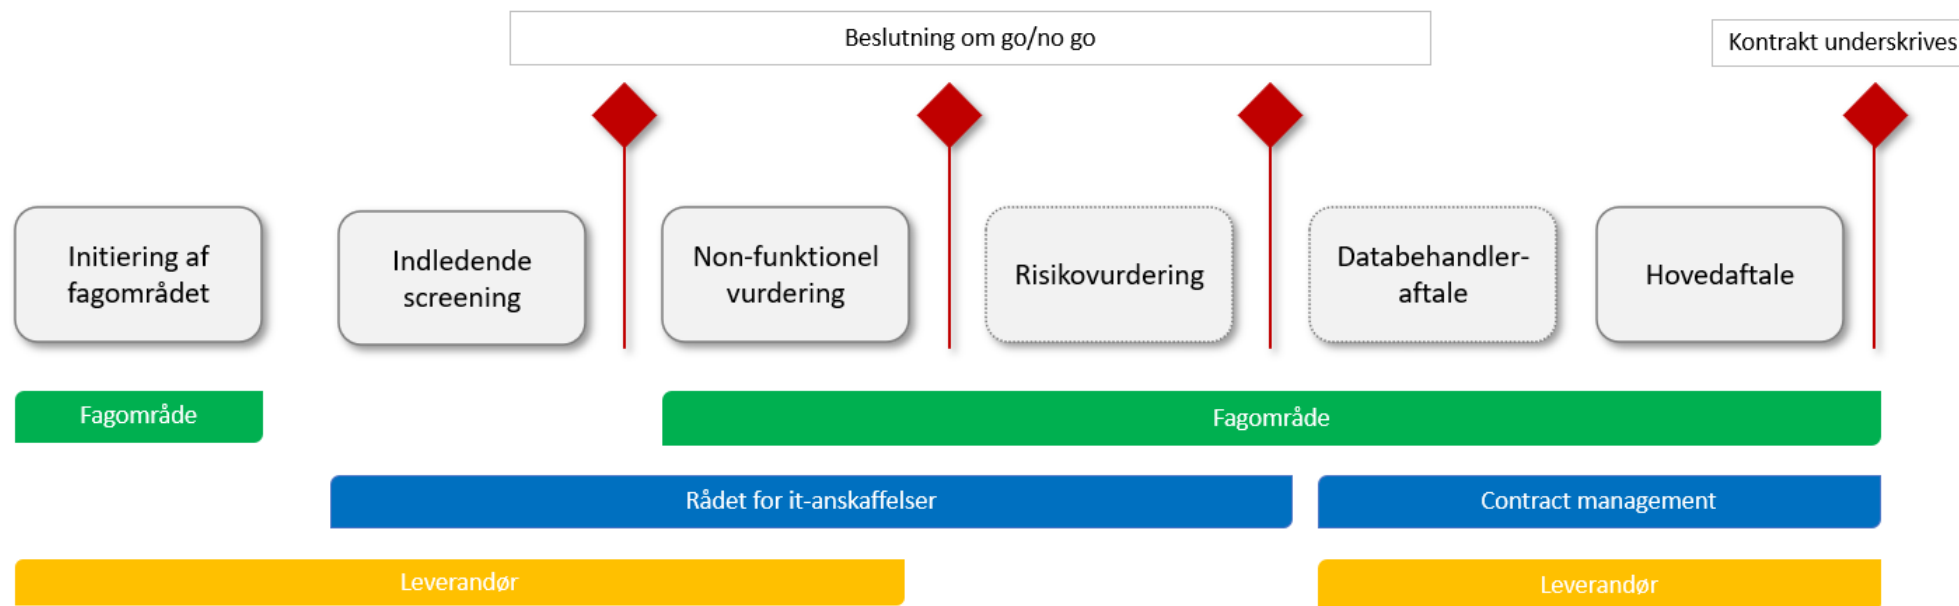 Beslutning om go/no go
Kontrakt underskrives
Initiering af
fagområdet
Indledende
screening
Non-funktionel
vurdering
Risikovurdering
Databehandler-
aftale
Hovedaftale
Fagområde
Fagområde
Rådet for it-anskaffelser
Contract management
Leverandør
Leverandør